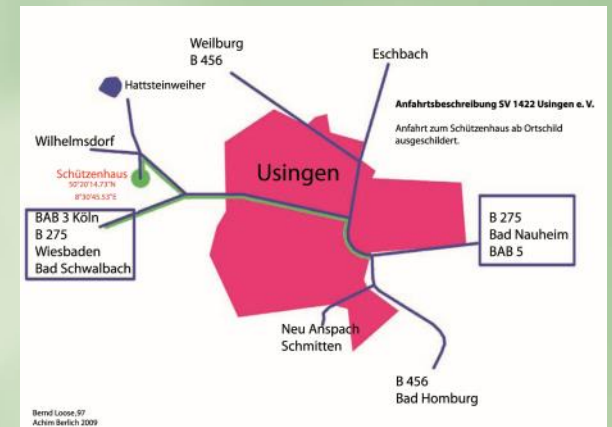 Weilburg
B 456
Eschbach
Hattsteinweiher
Anfahrtsbeschreibung SV 1422 Usingen e. V.
Anfahrt zum Schützenhaus ab Ortschild
ausgeschildert.
Wilhelmsdorf
Usingen
Schützenhaus
50°20'14.73"N
8°30'45.53"E
BAB 3 Köln
B 275
Wiesbaden
Bad Schwalbach
B 275
Bad Nauheim
BAB 5
Neu Anspach
Schmitten
B 456
Bad Homburg
Bernd Loose,97
Achim Berlich 2009